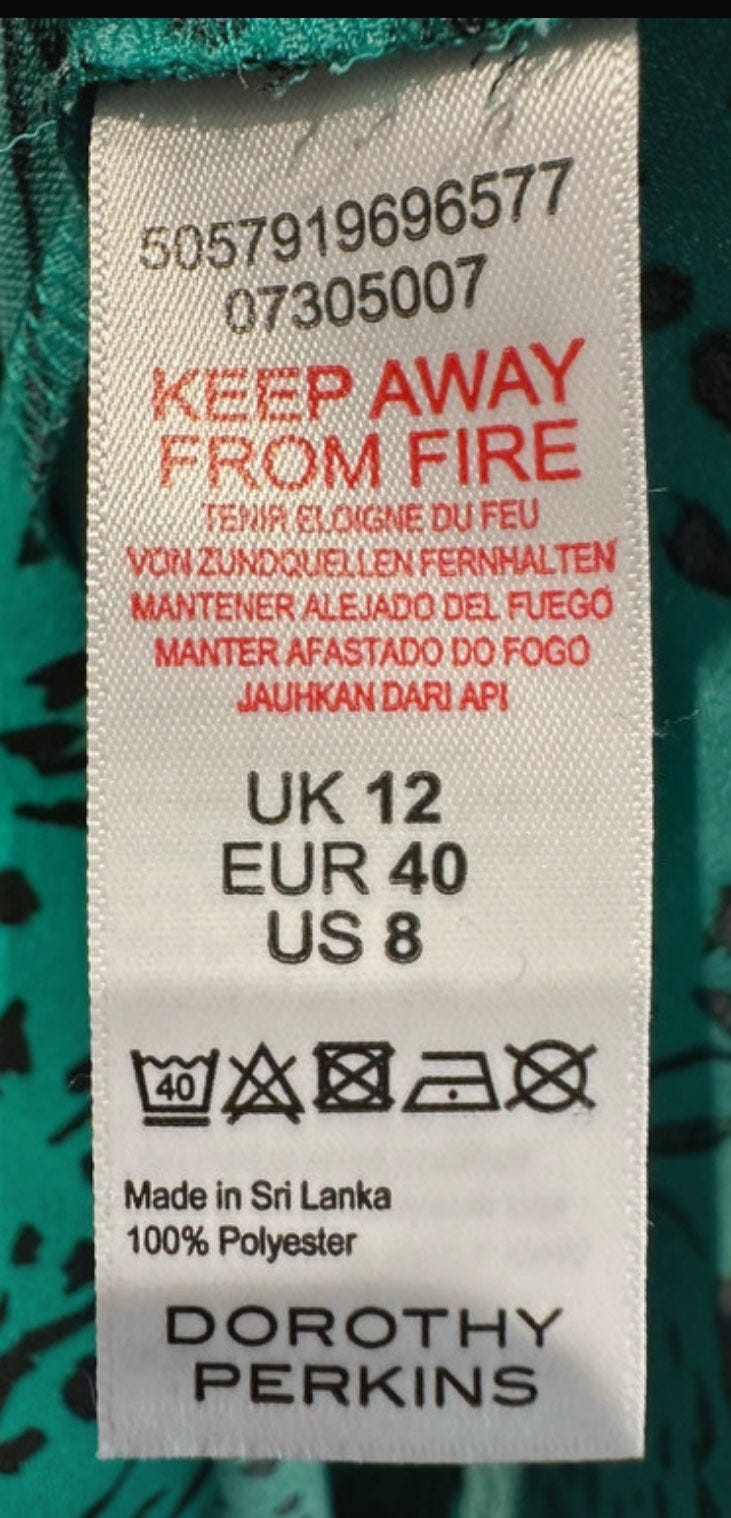 5057919696577
07305007
KEEP AWAY
FROM FIRE
TENIR ELOIGNE DU FEU
VON ZUNDQUELLEN FERNHALTEN
MANTENER ALEJADO DEL FUEGO
MANTER AFASTADO DO FOGO
JAUHKAN DARI API
UK 12
EUR 40
US 8
40
Made in Sri Lanka
100% Polyester
DOROTHY
PERKINS